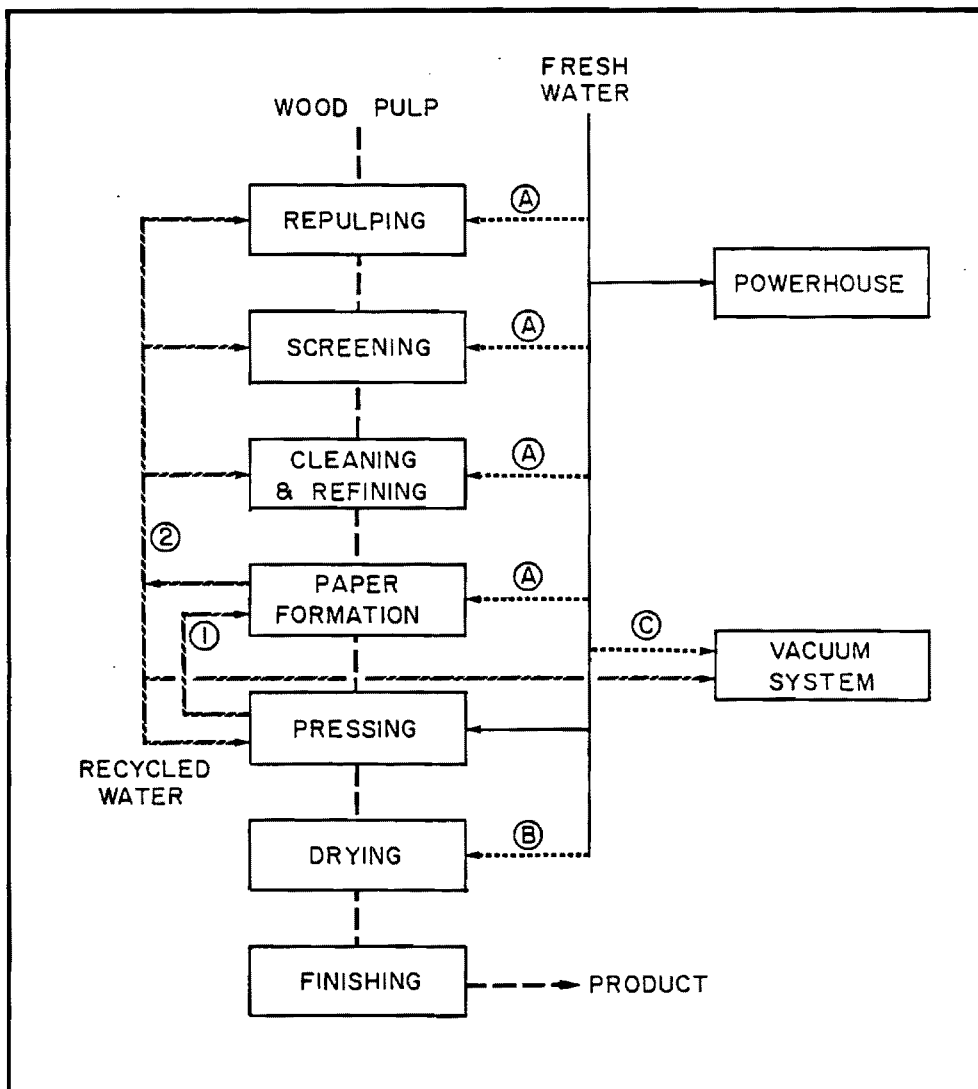 FRESH
WATER
WOOD PULP
Ⓐ
REPULPING
POWERHOUSE
Ⓐ
SCREENING
Ⓐ
CLEANING
& REFINING
②
Ⓐ
PAPER
FORMATION
①
Ⓒ
VACUUM
SYSTEM
PRESSING
RECYCLED
WATER
Ⓑ
DRYING
FINISHING
PRODUCT